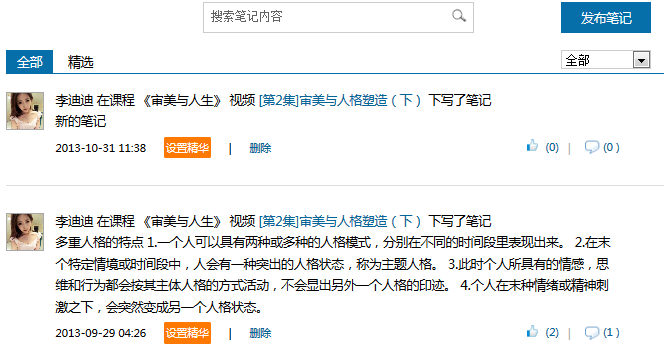 搜索笔记内容
发布笔记
全部 精选 全部
李迪迪 在课程 《审美与人生》 视频 [第2集]审美与人格塑造（下） 下写了笔记
新的笔记
2013-10-31 11:38 设置精华 | 删除 (0) | (0 )
李迪迪 在课程 《审美与人生》 视频 [第2集]审美与人格塑造（下） 下写了笔记
多重人格的特点 1.一个人可以具有两种或多种的人格模式，分别在不同的时间段里表现出来。 2.在末
个特定情境或时间段中，人会有一种突出的人格状态，称为主题人格。 3.此时个人所具有的情感，思
维和行为都会按其主体人格的方式活动，不会显出另外一个人格的印迹。 4.个人在末种情绪或精神刺
激之下，会突然变成另一个人格状态。
2013-09-29 04:26 设置精华 | 删除 (2) | (1 )